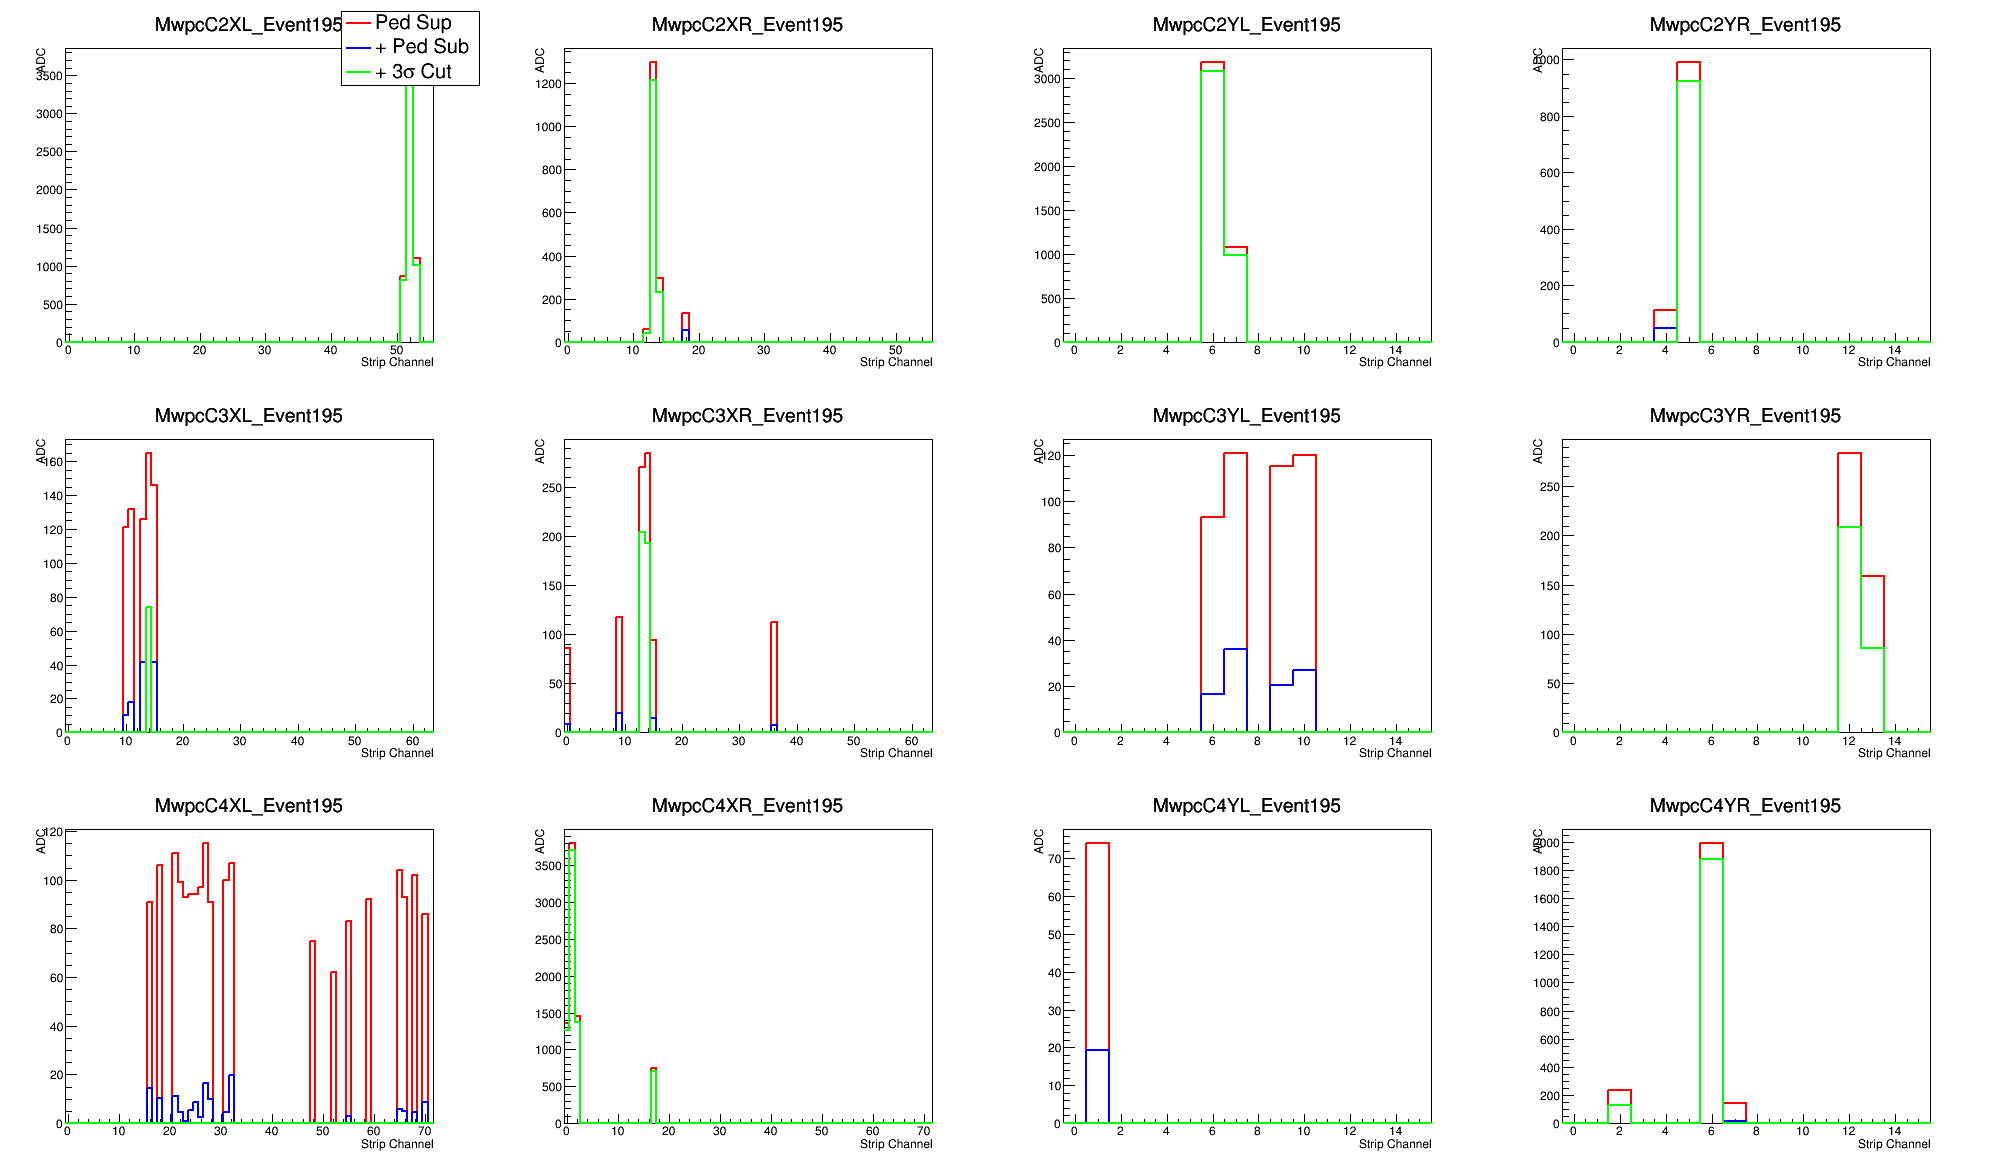 MwpcC2XL_Event195
Ped Sup
+ Ped Sub
+ 3σ Cut
ADC
3500
3000
2500
2000
1500
1000
500
0
0 10 20 30 40 50
Strip Channel
MwpcC2XR_Event195
ADC
1200
1000
800
600
400
200
0
0 10 20 30 40 50
Strip Channel
MwpcC2YL_Event195
ADC
3000
2500
2000
1500
1000
500
0
0 2 4 6 8 10 12 14
Strip Channel
MwpcC2YR_Event195
ADC
1000
800
600
400
200
0
0 2 4 6 8 10 12 14
Strip Channel
MwpcC3XL_Event195
ADC
160
140
120
100
80
60
40
20
0
0 10 20 30 40 50 60
Strip Channel
MwpcC3XR_Event195
ADC
250
200
150
100
50
0
0 10 20 30 40 50 60
Strip Channel
MwpcC3YL_Event195
ADC
120
100
80
60
40
20
0
0 2 4 6 8 10 12 14
Strip Channel
MwpcC3YR_Event195
ADC
250
200
150
100
50
0
0 2 4 6 8 10 12 14
Strip Channel
MwpcC4XL_Event195
ADC
120
100
80
60
40
20
0
0 10 20 30 40 50 60 70
Strip Channel
MwpcC4XR_Event195
ADC
3500
3000
2500
2000
1500
1000
500
0
0 10 20 30 40 50 60 70
Strip Channel
MwpcC4YL_Event195
ADC
70
60
50
40
30
20
10
0
0 2 4 6 8 10 12 14
Strip Channel
MwpcC4YR_Event195
ADC
2000
1800
1600
1400
1200
1000
800
600
400
200
0
0 2 4 6 8 10 12 14
Strip Channel